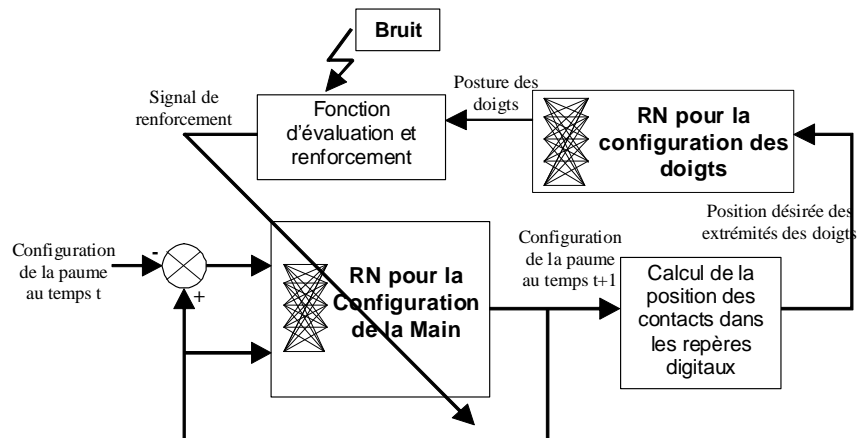 Bruit
Signal de
renforcement
Fonction
d'évaluation et
renforcement
Posture des
doigts
RN pour la
configuration des
doigts
Position désirée des
extrémités des doigts
Configuration
de la paume
au temps t
-
+
RN pour la
Configuration
de la Main
Configuration
de la paume
au temps t+1
Calcul de la
position des
contacts dans
les repères
digitaux